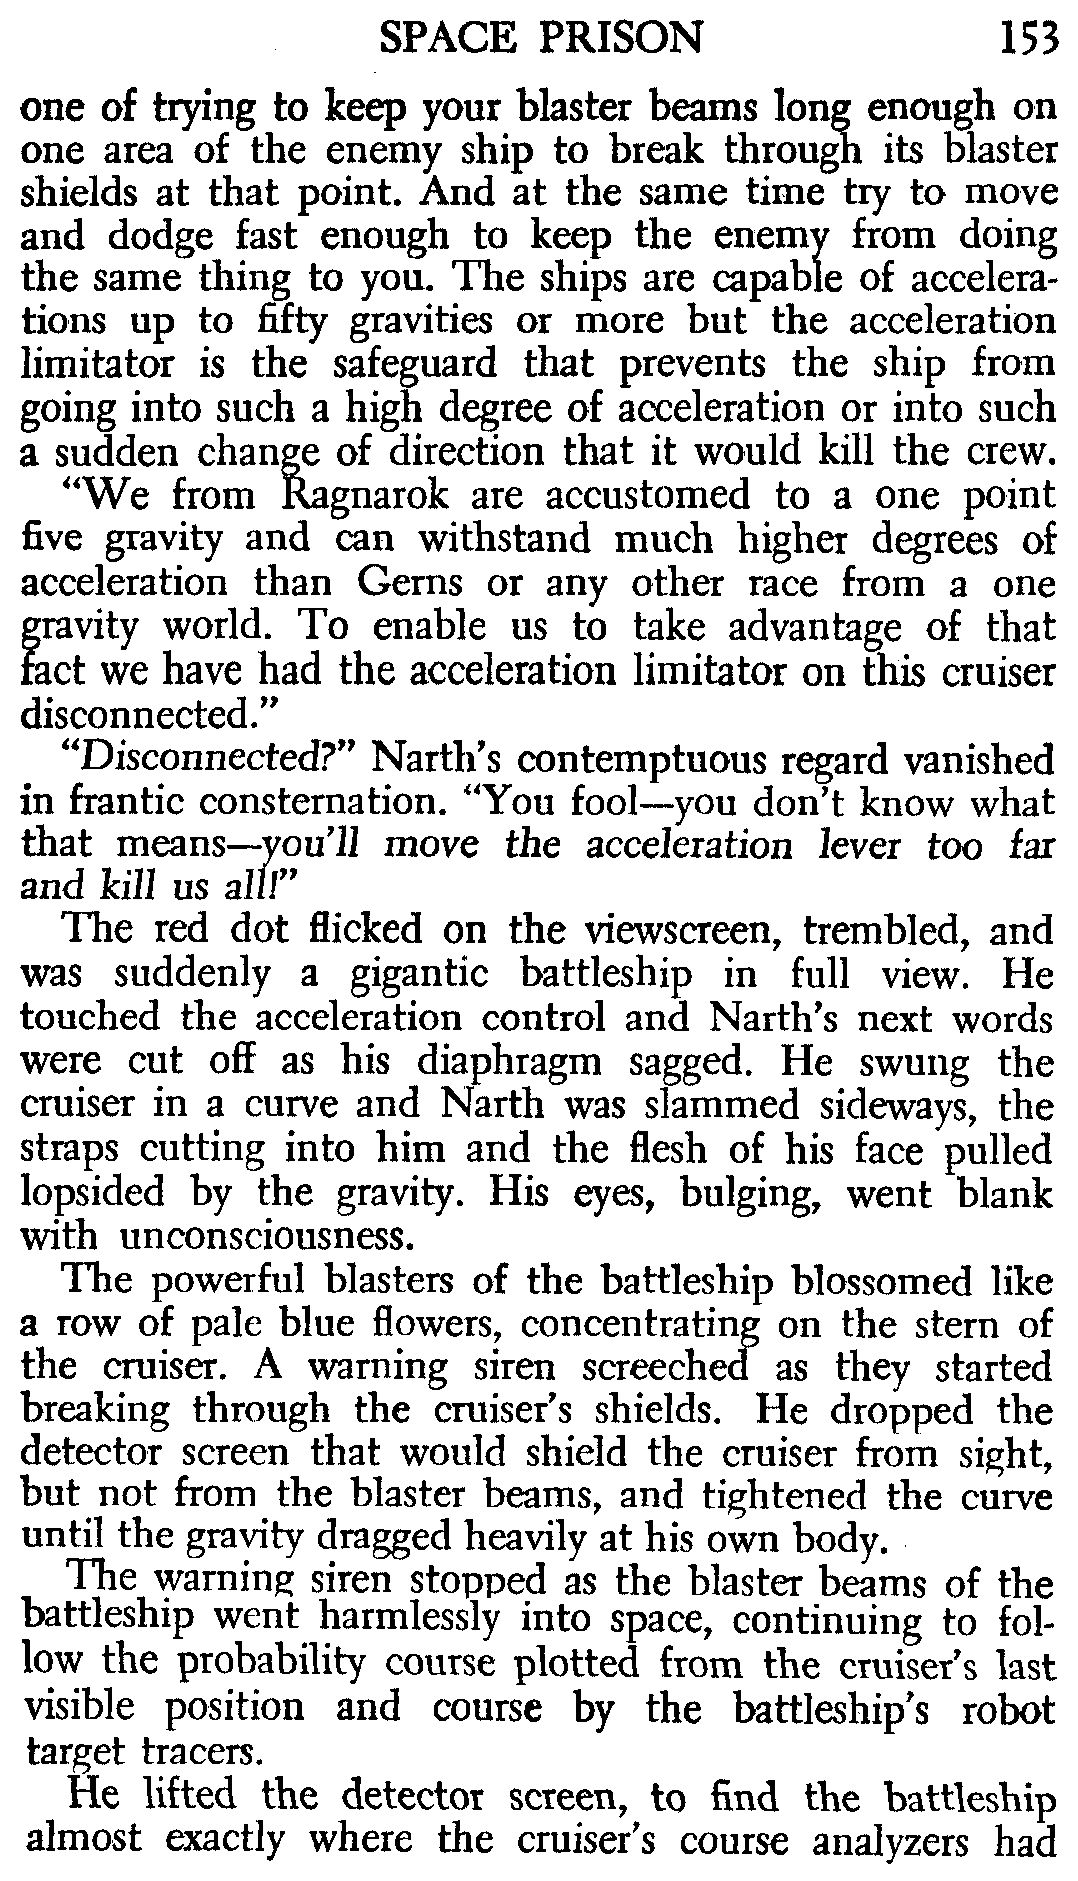 SPACE PRISON 153
one of trying to keep your blaster beams long enough on
one area of the enemy ship to break through its blaster
shields at that point. And at the same time try to move
and dodge fast enough to keep the enemy from doing
the same thing to you. The ships are capable of accelera-
tions up to fifty gravities or more but the acceleration
limitator is the safeguard that prevents the ship from
going into such a high degree of acceleration or into such
a sudden change of direction that it would kill the crew.
“We from Ragnarok are accustomed to a one point
five gravity and can withstand much higher degrees of
acceleration than Gerns or any other race from a one
gravity world. To enable us to take advantage of that
fact we have had the acceleration limitator on this cruiser
disconnected.”
“Disconnected?” Narth’s contemptuous regard vanished
in frantic consternation. “You fool—you don’t know what
that means—you’ll move the acceleration lever too far
and kill us all!”
The red dot flicked on the viewscreen, trembled, and
was suddenly a gigantic battleship in full view. He
touched the acceleration control and Narth’s next words
were cut off as his diaphragm sagged. He swung the
cruiser in a curve and Narth was slammed sideways, the
straps cutting into him and the flesh of his face pulled
lopsided by the gravity. His eyes, bulging, went blank
with unconsciousness.
The powerful blasters of the battleship blossomed like
a row of pale blue flowers, concentrating on the stern of
the cruiser. A warning siren screeched as they started
breaking through the cruiser’s shields. He dropped the
detector screen that would shield the cruiser from sight,
but not from the blaster beams, and tightened the curve
until the gravity dragged heavily at his own body.
The warning siren stopped as the blaster beams of the
battleship went harmlessly into space, continuing to fol-
low the probability course plotted from the cruiser’s last
visible position and course by the battleship’s robot
target tracers.
He lifted the detector screen, to find the battleship
almost exactly where the cruiser’s course analyzers had